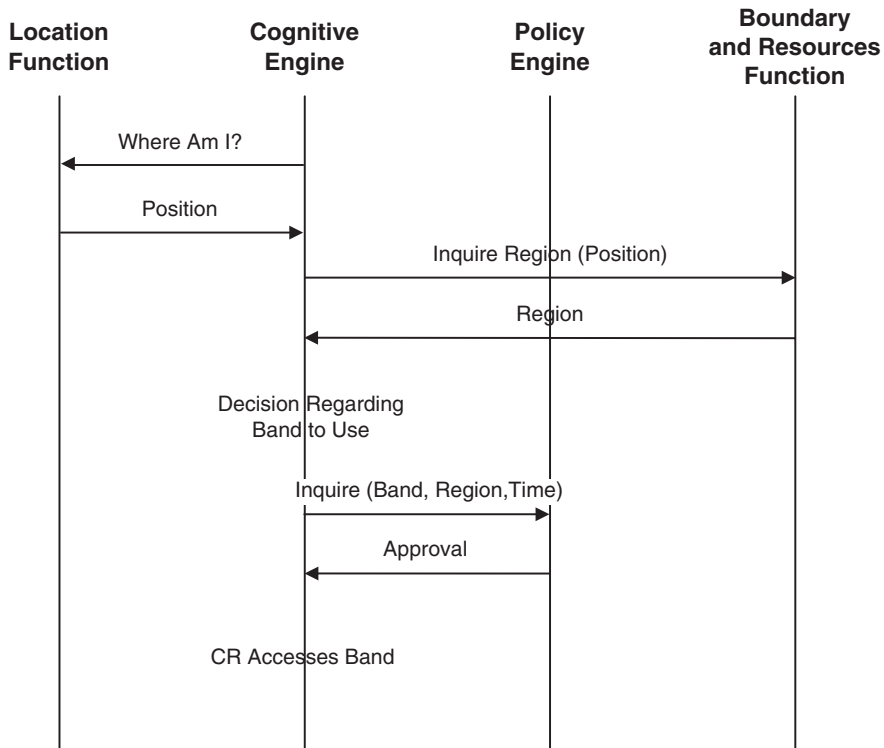 Location
Function
Cognitive
Engine
Policy
Engine
Boundary
and Resources
Function
Where Am I?
Position
Inquire Region (Position)
Region
Decision Regarding
Band to Use
Inquire (Band, Region,Time)
Approval
CR Accesses Band